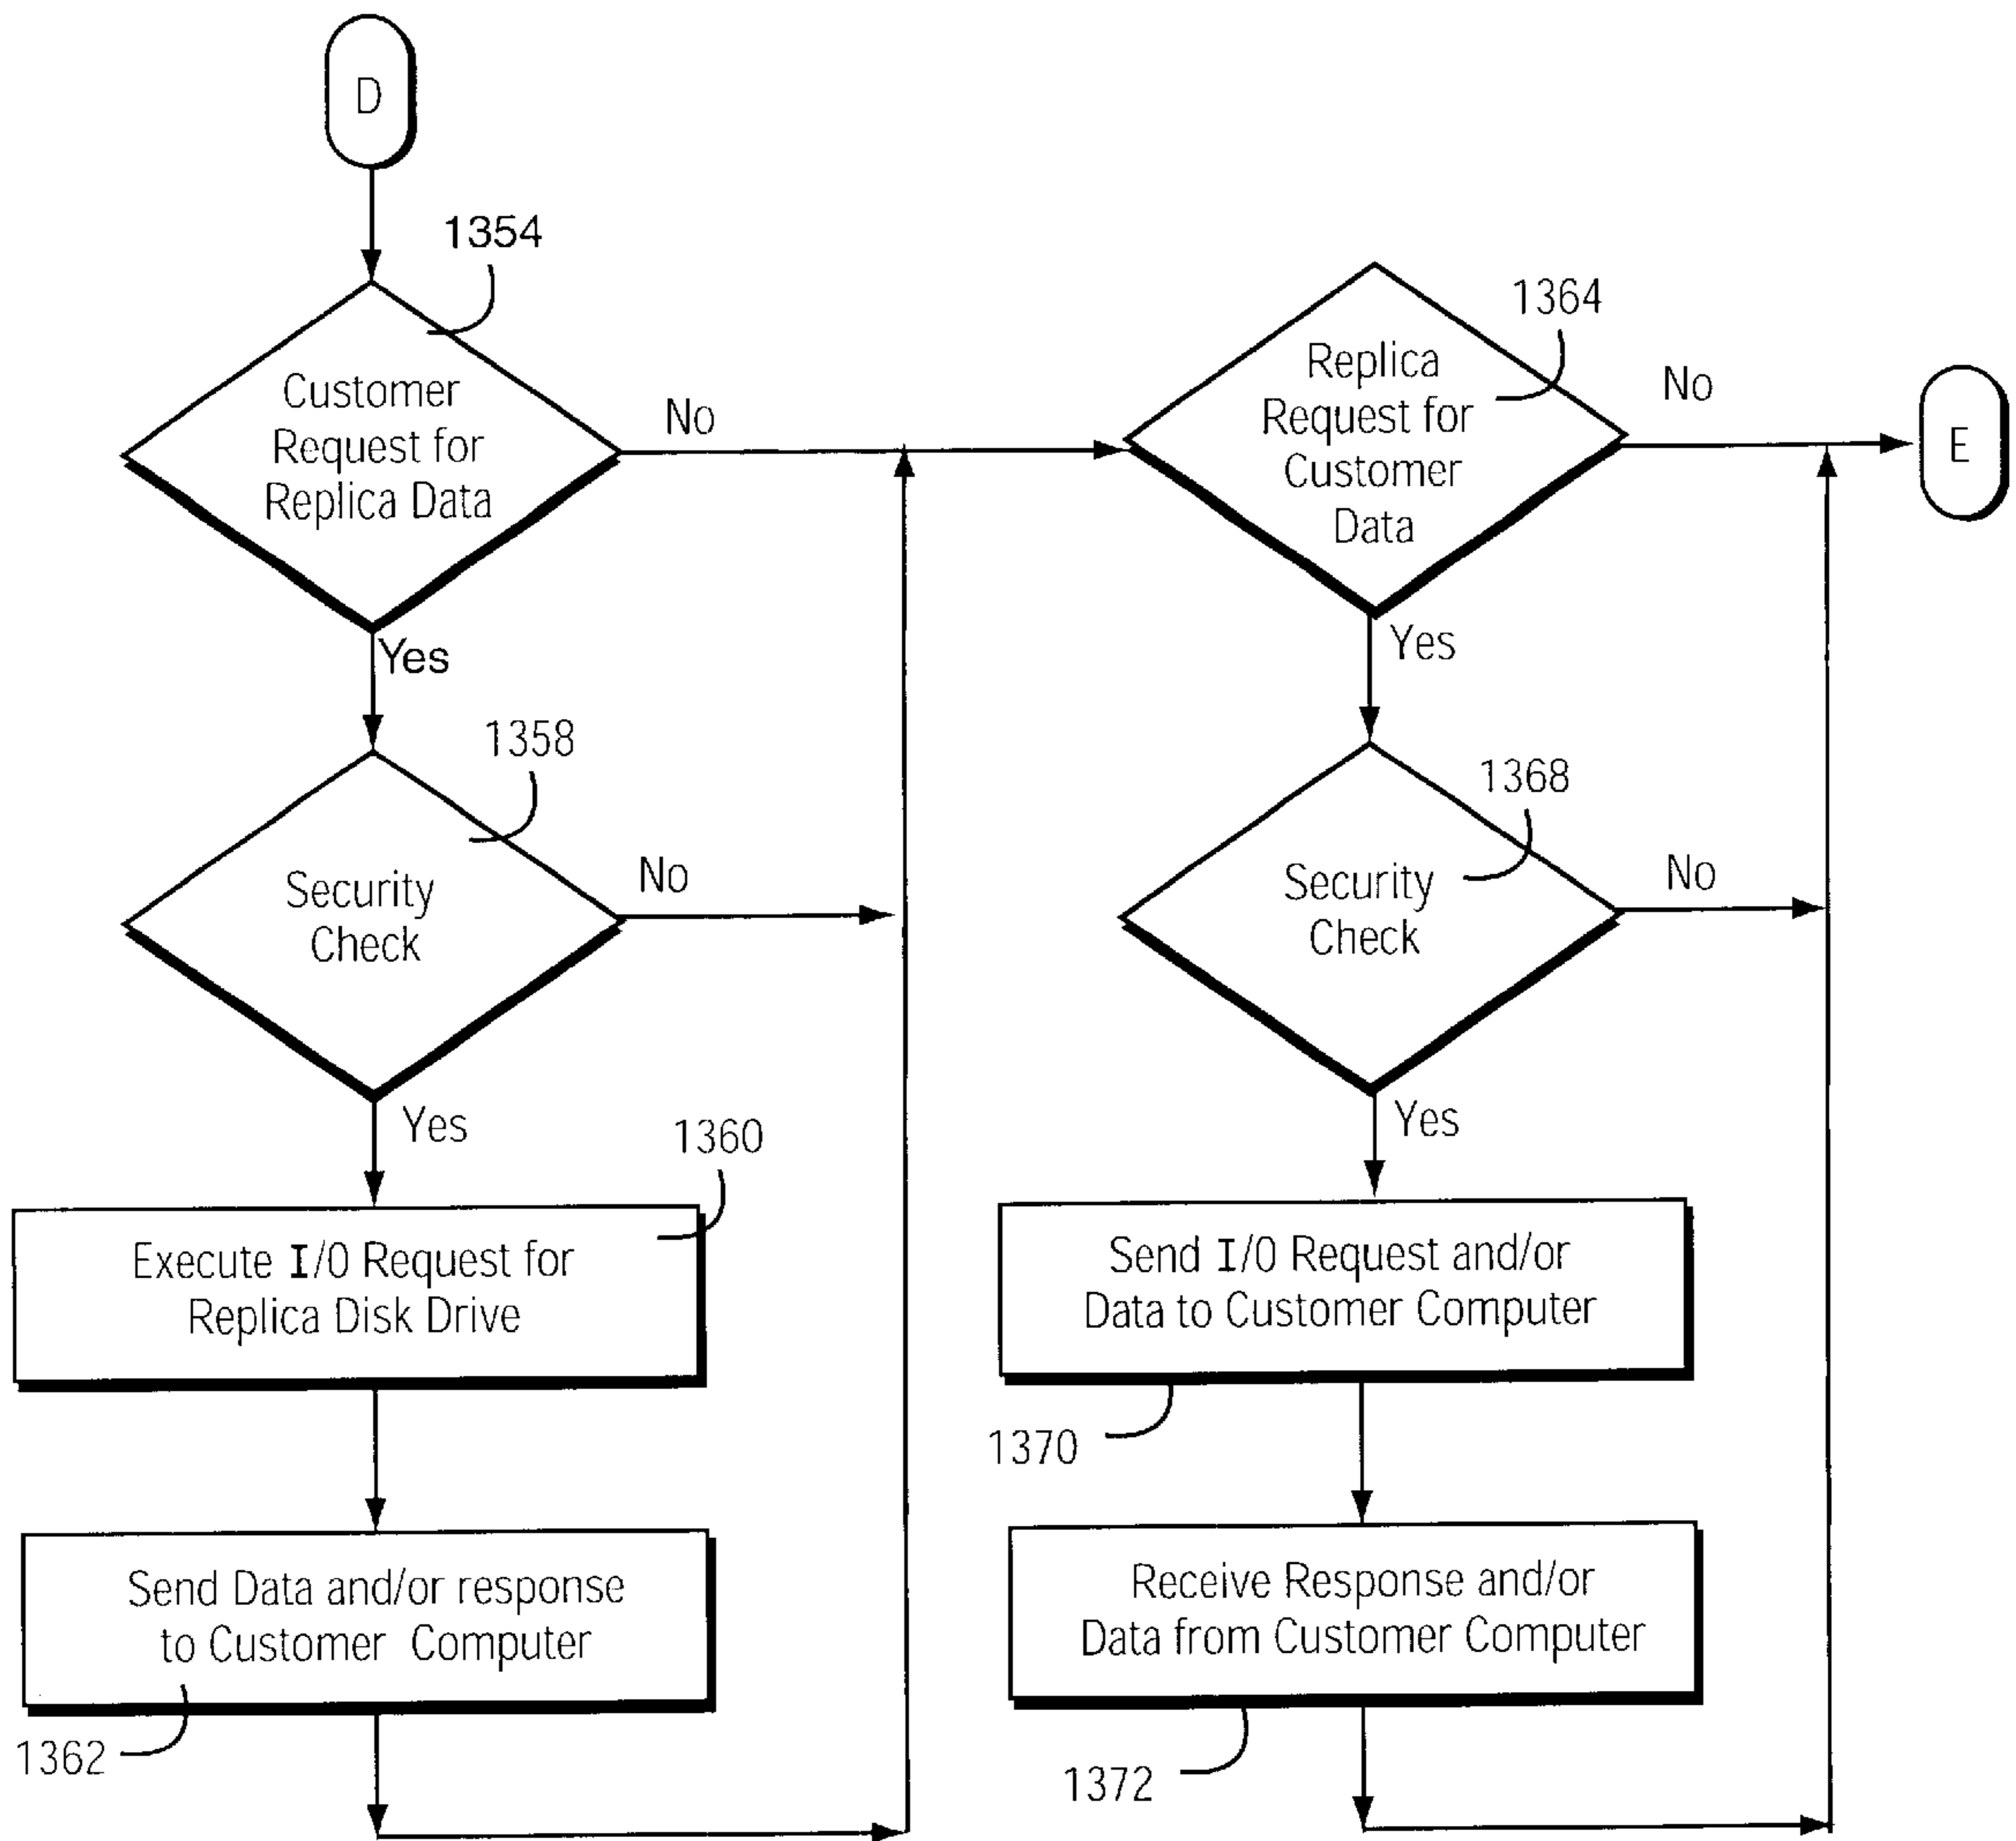 D
1354
Customer
Request for
Replica Data
No
Yes
1358
Security
Check
No
Yes
1360
Execute I/O Request for
Replica Disk Drive
Send Data and/or response
to Customer Computer
1362
1364
Replica
Request for
Customer
Data
No
E
Yes
1368
Security
Check
No
Yes
Send I/O Request and/or
Data to Customer Computer
1370
Receive Response and/or
Data from Customer Computer
1372